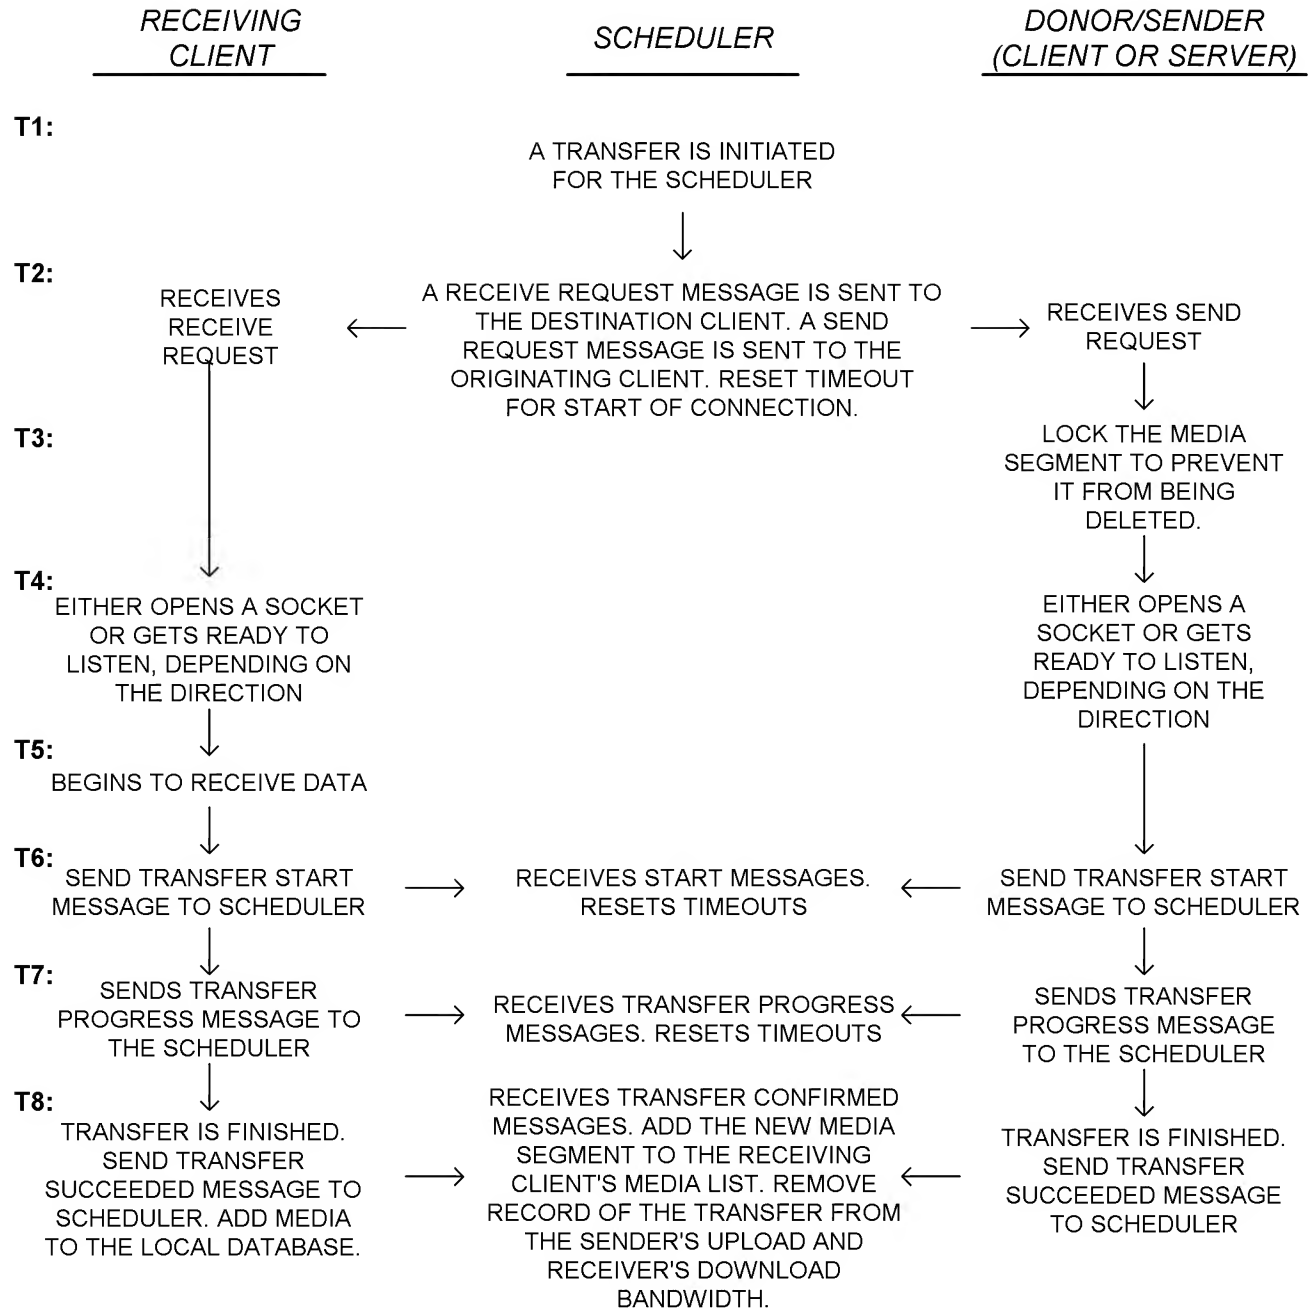 RECEIVING
CLIENT
SCHEDULER
DONOR/SENDER
(CLIENT OR SERVER)
T1:
A TRANSFER IS INITIATED
FOR THE SCHEDULER
T2:
RECEIVES
RECEIVE
REQUEST
A RECEIVE REQUEST MESSAGE IS SENT TO
THE DESTINATION CLIENT. A SEND
REQUEST MESSAGE IS SENT TO THE
ORIGINATING CLIENT. RESET TIMEOUT
FOR START OF CONNECTION.
RECEIVES SEND
REQUEST
T3:
LOCK THE MEDIA
SEGMENT TO PREVENT
IT FROM BEING
DELETED.
T4:
EITHER OPENS A SOCKET
OR GETS READY TO
LISTEN, DEPENDING ON
THE DIRECTION
EITHER OPENS A
SOCKET OR GETS
READY TO LISTEN,
DEPENDING ON THE
DIRECTION
T5:
BEGINS TO RECEIVE DATA
T6:
SEND TRANSFER START
MESSAGE TO SCHEDULER
RECEIVES START MESSAGES.
RESETS TIMEOUTS
SEND TRANSFER START
MESSAGE TO SCHEDULER
T7:
SENDS TRANSFER
PROGRESS MESSAGE TO
THE SCHEDULER
RECEIVES TRANSFER PROGRESS
MESSAGES. RESETS TIMEOUTS
SENDS TRANSFER
PROGRESS MESSAGE
TO THE SCHEDULER
T8:
TRANSFER IS FINISHED.
SEND TRANSFER
SUCCEEDED MESSAGE TO
SCHEDULER. ADD MEDIA
TO THE LOCAL DATABASE.
RECEIVES TRANSFER CONFIRMED
MESSAGES. ADD THE NEW MEDIA
SEGMENT TO THE RECEIVING
CLIENT'S MEDIA LIST. REMOVE
RECORD OF THE TRANSFER FROM
THE SENDER'S UPLOAD AND
RECEIVER'S DOWNLOAD
BANDWIDTH.
TRANSFER IS FINISHED.
SEND TRANSFER
SUCCEEDED MESSAGE
TO SCHEDULER